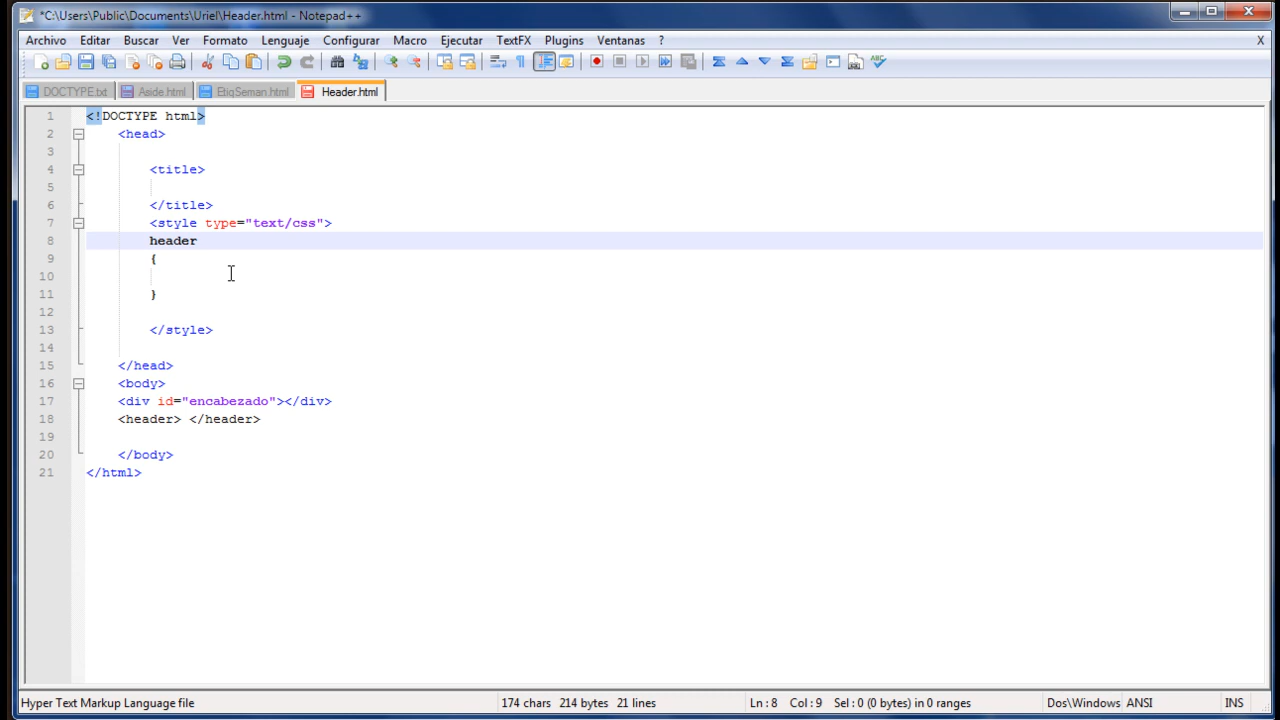 *C:\Users\Public\Documents\Uriel\Header.html - Notepad++
Archivo Editar Buscar Ver Formato Lenguaje Configurar Macro Ejecutar TextFX Plugins Ventanas ? X
DOCTYPE.txt Aside.html EtiqSeman.html Header.html
1 <!DOCTYPE html>
2 <head>
3
4 <title>
5
6 </title>
7 <style type="text/css">
8 header
9 {
10
11 }
12
13 </style>
14
15 </head>
16 <body>
17 <div id="encabezado"></div>
18 <header> </header>
19
20 </body>
21 </html>
Hyper Text Markup Language file 174 chars 214 bytes 21 lines Ln : 8 Col : 9 Sel : 0 (0 bytes) in 0 ranges Dos\Windows ANSI INS